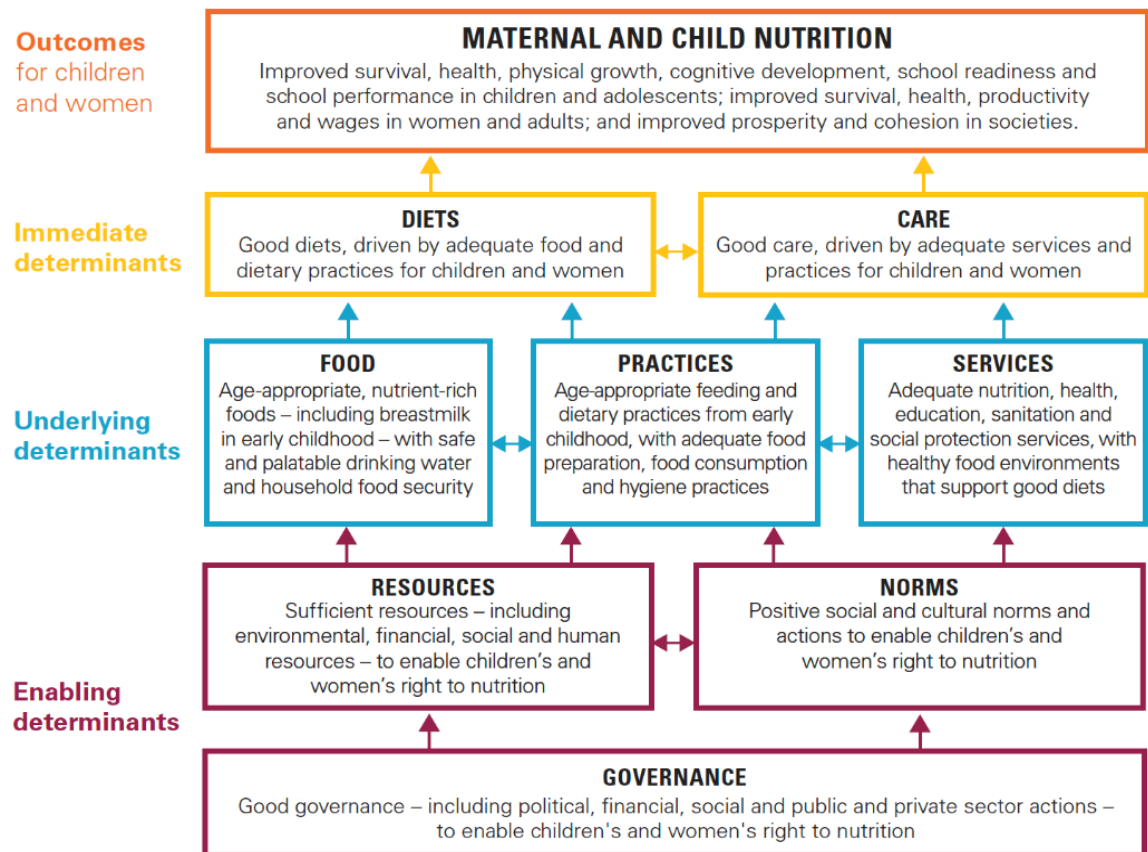 Outcomes
for children
and women
MATERNAL AND CHILD NUTRITION
Improved survival, health, physical growth, cognitive development, school readiness and
school performance in children and adolescents; improved survival, health, productivity
and wages in women and adults; and improved prosperity and cohesion in societies.
Immediate
determinants
DIETS
Good diets, driven by adequate food and
dietary practices for children and women
CARE
Good care, driven by adequate services and
practices for children and women
Underlying
determinants
FOOD
Age-appropriate, nutrient-rich
foods – including breastmilk
in early childhood – with safe
and palatable drinking water
and household food security
PRACTICES
Age-appropriate feeding and
dietary practices from early
childhood, with adequate food
preparation, food consumption
and hygiene practices
SERVICES
Adequate nutrition, health,
education, sanitation and
social protection services, with
healthy food environments
that support good diets
Enabling
determinants
RESOURCES
Sufficient resources – including
environmental, financial, social and human
resources – to enable children’s and
women’s right to nutrition
NORMS
Positive social and cultural norms and
actions to enable children’s and
women’s right to nutrition
GOVERNANCE
Good governance – including political, financial, social and public and private sector actions –
to enable children's and women's right to nutrition